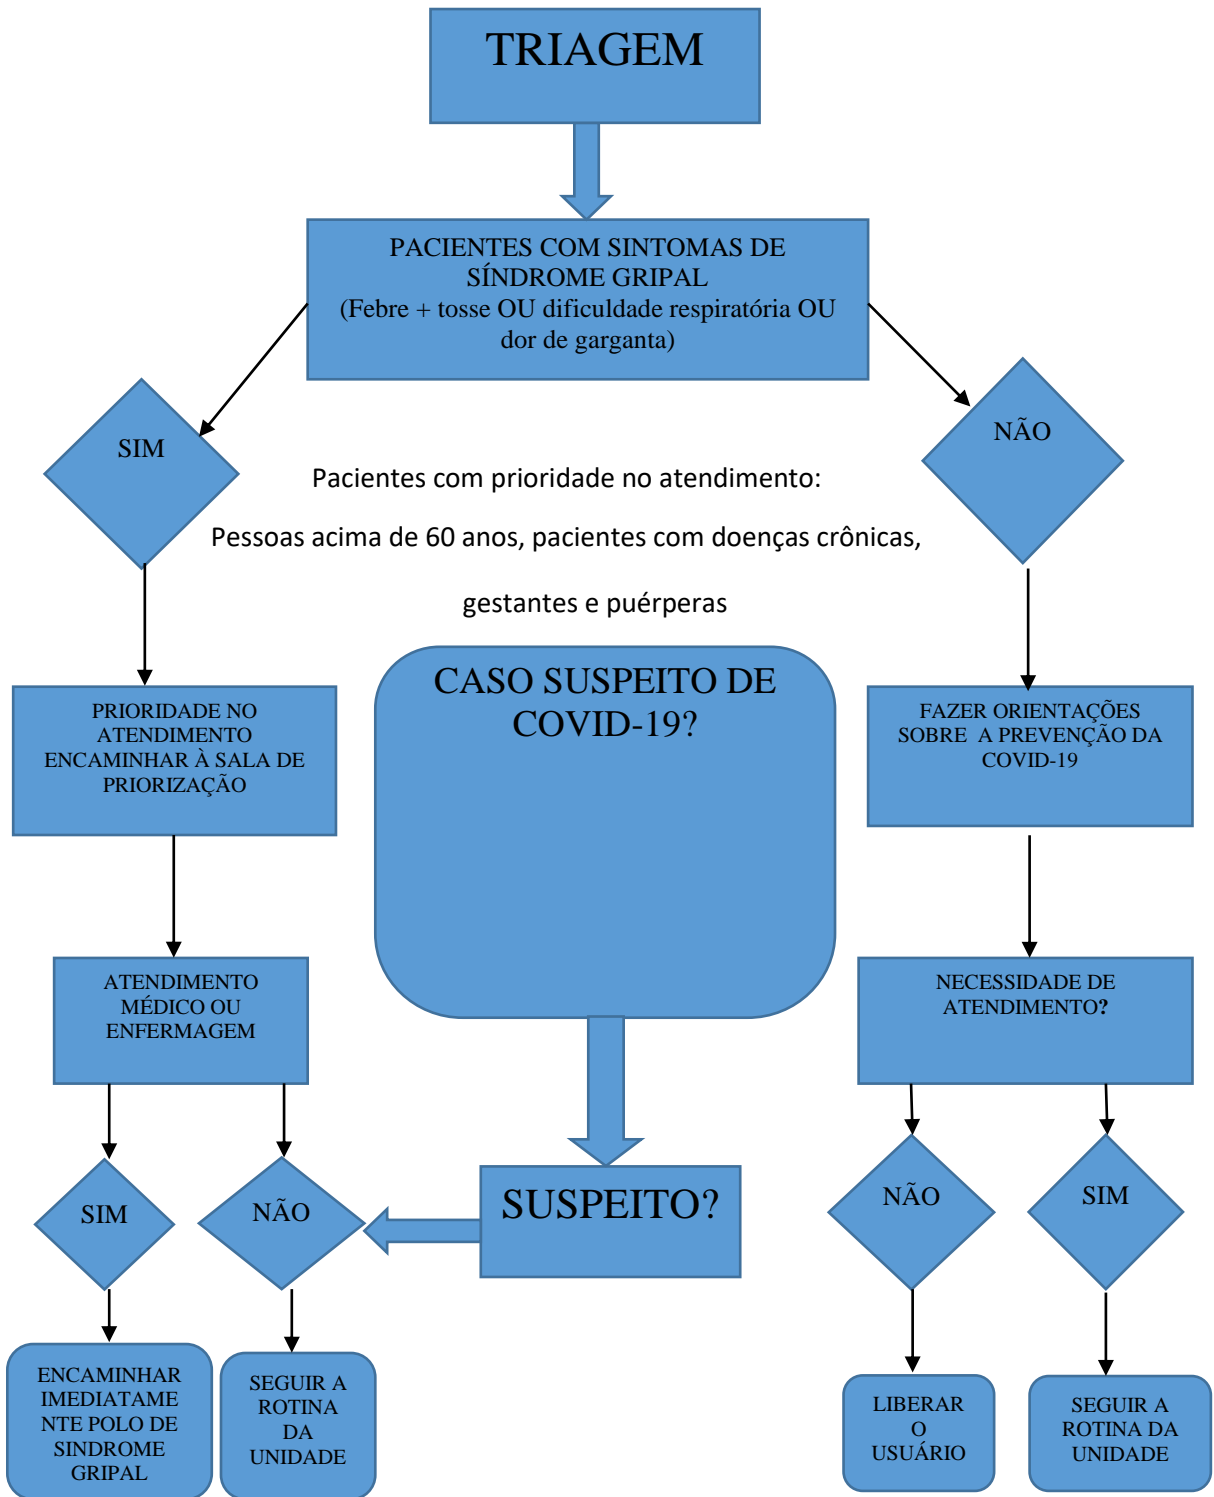 TRIAGEM
PACIENTES COM SINTOMAS DE
SÍNDROME GRIPAL
(Febre + tosse OU dificuldade respiratória OU
dor de garganta)
SIM
NÃO
Pacientes com prioridade no atendimento:
Pessoas acima de 60 anos, pacientes com doenças crônicas,
gestantes e puérperas
CASO SUSPEITO DE
COVID-19?
PRIORIDADE NO
ATENDIMENTO
ENCAMINHAR À SALA DE
PRIORIZAÇÃO
FAZER ORIENTAÇÕES
SOBRE A PREVENÇÃO DA
COVID-19
ATENDIMENTO
MÉDICO OU
ENFERMAGEM
NECESSIDADE DE
ATENDIMENTO?
SIM
NÃO
SUSPEITO?
NÃO
SIM
ENCAMINHAR
IMEDIATAME
NTE POLO DE
SINDROME
GRIPAL
SEGUIR A
ROTINA
DA
UNIDADE
LIBERAR
O
USUÁRIO
SEGUIR A
ROTINA DA
UNIDADE